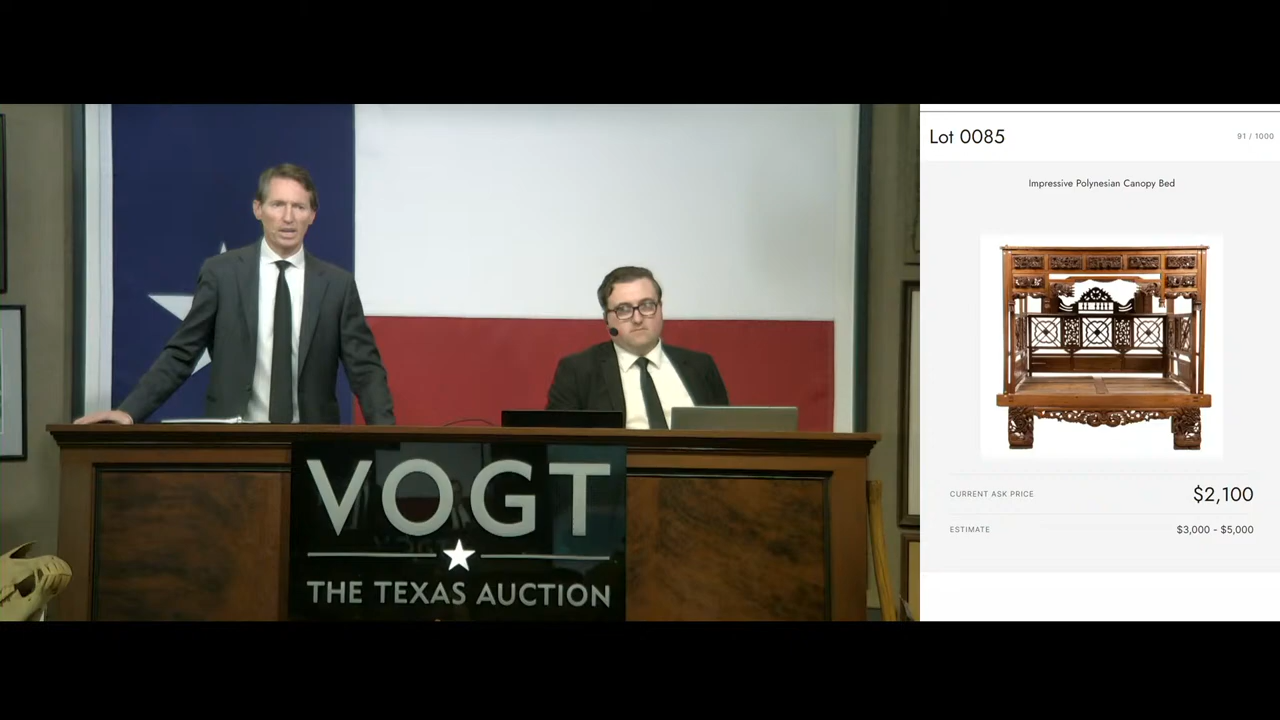 VOGT
THE TEXAS AUCTION
Lot 0085
91 / 1000
Impressive Polynesian Canopy Bed
CURRENT ASK PRICE
$2,100
ESTIMATE
$3,000 - $5,000